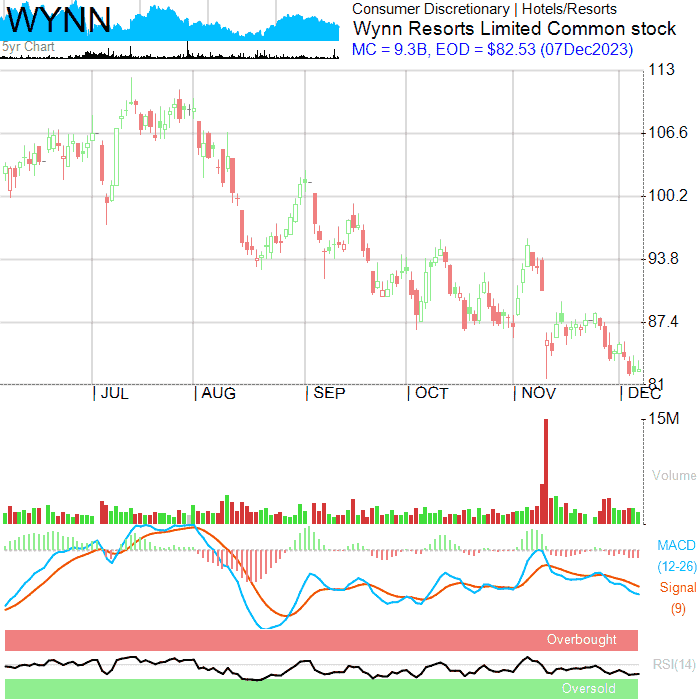 WYNN
5yr Chart
Consumer Discretionary | Hotels/Resorts
Wynn Resorts Limited Common stock
MC = 9.3B, EOD = $82.53 (07Dec2023)
113
106.6
100.2
93.8
87.4
81
JUL AUG SEP OCT NOV DEC
15M
Volume
MACD
(12-26)
Signal
(9)
Overbought
RSI(14)
Oversold